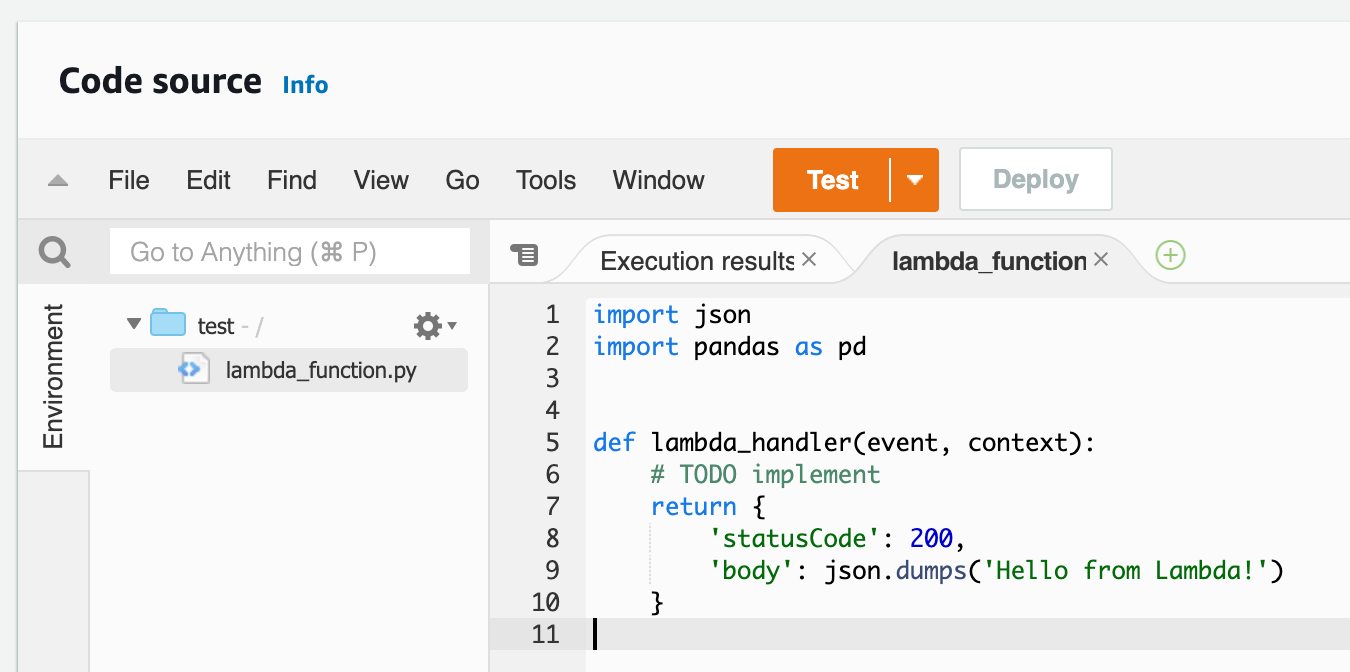 Code source Info
File Edit Find View Go Tools Window Test Deploy
Go to Anything (⌘ P)
Execution results × lambda_function ×
Environment
test - /
lambda_function.py
1 import json
2 import pandas as pd
3
4
5 def lambda_handler(event, context):
6     # TODO implement
7     return {
8         'statusCode': 200,
9         'body': json.dumps('Hello from Lambda!')
10     }
11